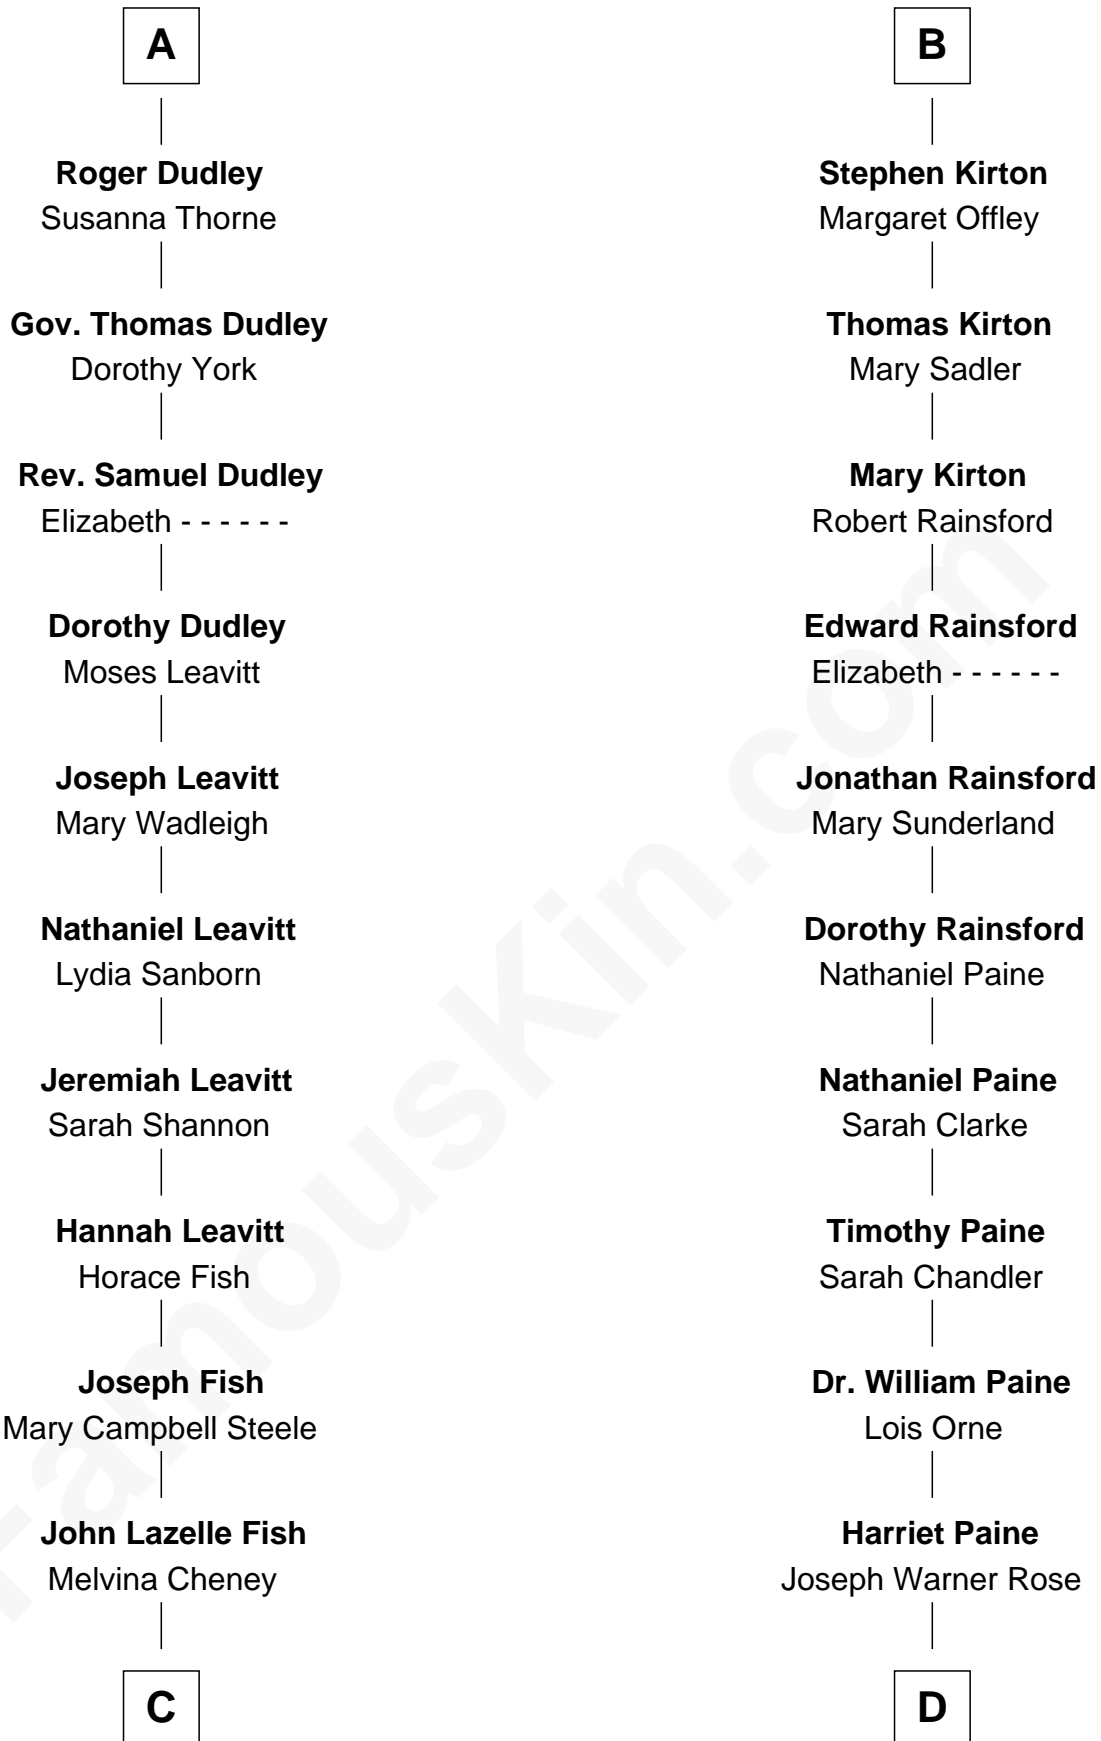 A
Roger Dudley
Susanna Thorne
Gov. Thomas Dudley
Dorothy York
Rev. Samuel Dudley
Elizabeth - - - - - -
Dorothy Dudley
Moses Leavitt
Joseph Leavitt
Mary Wadleigh
Nathaniel Leavitt
Lydia Sanborn
Jeremiah Leavitt
Sarah Shannon
Hannah Leavitt
Horace Fish
Joseph Fish
Mary Campbell Steele
John Lazelle Fish
Melvina Cheney
C
B
Stephen Kirton
Margaret Offley
Thomas Kirton
Mary Sadler
Mary Kirton
Robert Rainsford
Edward Rainsford
Elizabeth - - - - - -
Jonathan Rainsford
Mary Sunderland
Dorothy Rainsford
Nathaniel Paine
Nathaniel Paine
Sarah Clarke
Timothy Paine
Sarah Chandler
Dr. William Paine
Lois Orne
Harriet Paine
Joseph Warner Rose
D
FamousKin.com